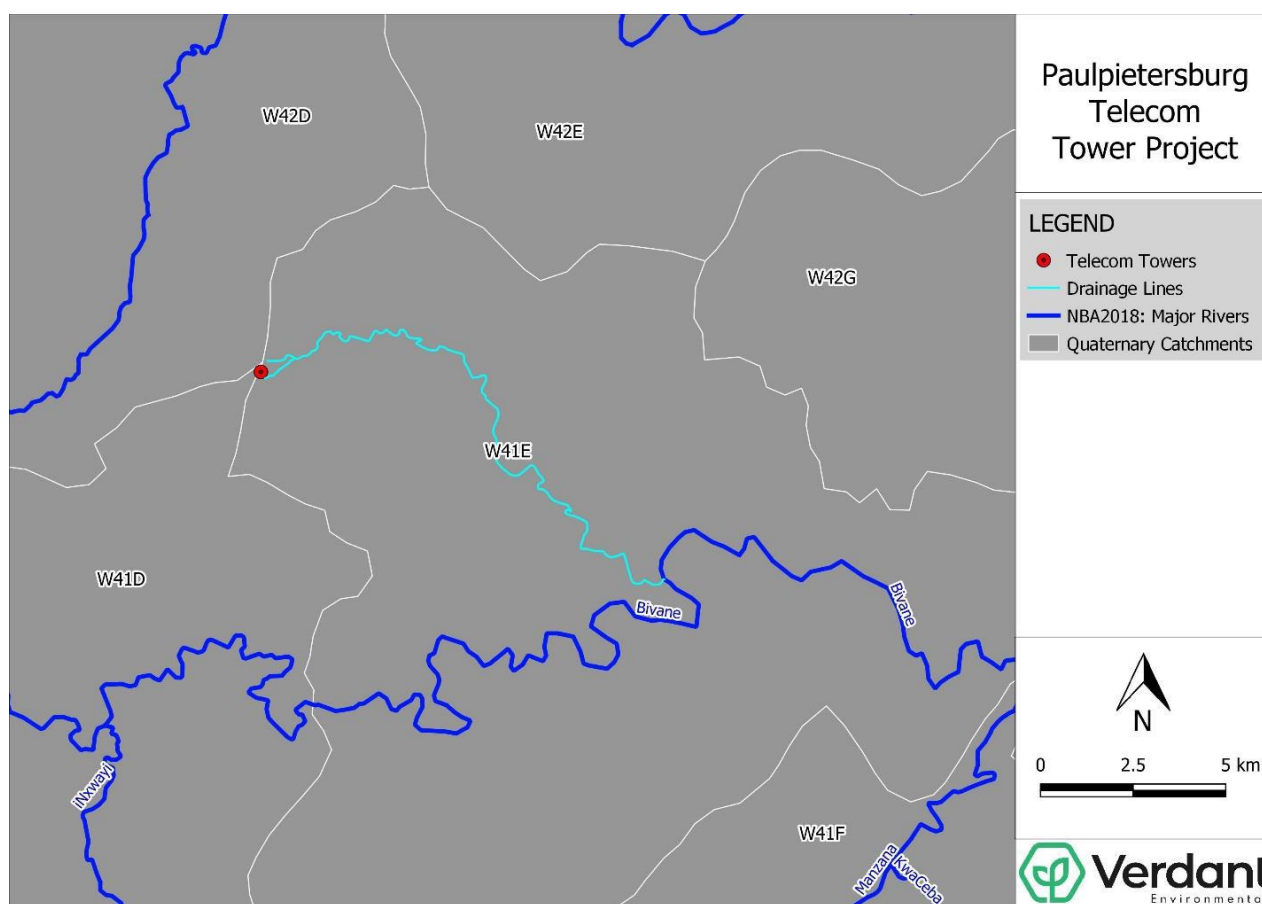 Paulpietersburg
Telecom
Tower Project
LEGEND
Telecom Towers
Drainage Lines
NBA2018: Major Rivers
Quaternary Catchments
W42D
W42E
W42G
W41E
W41D
Bivane
Bivane
iNxwayi
W41F
Manzana
KwaCeba
N
0 2.5 5 km
Verdant
Environmental